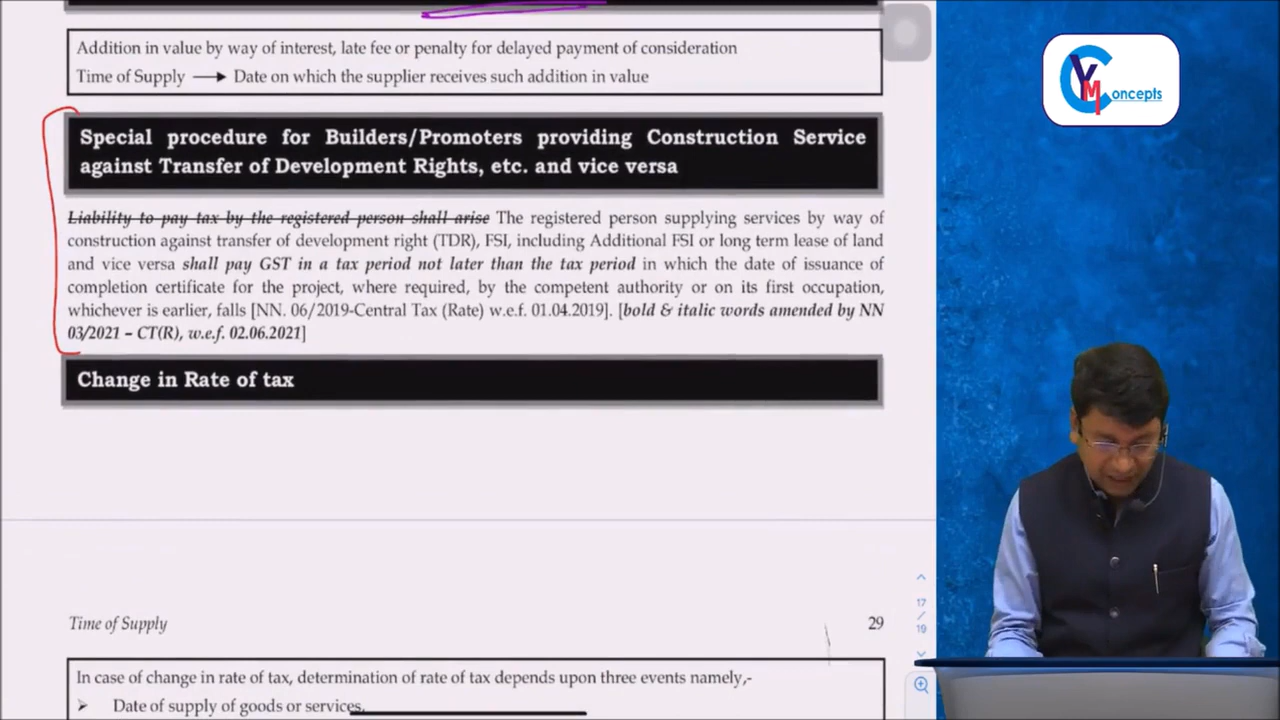 Addition in value by way of interest, late fee or penalty for delayed payment of consideration
Time of Supply → Date on which the supplier receives such addition in value
Special procedure for Builders/Promoters providing Construction Service
against Transfer of Development Rights, etc. and vice versa
Liability to pay tax by the registered person shall arise The registered person supplying services by way of
construction against transfer of development right (TDR), FSI, including Additional FSI or long term lease of land
and vice versa shall pay GST in a tax period not later than the tax period in which the date of issuance of
completion certificate for the project, where required, by the competent authority or on its first occupation,
whichever is earlier, falls [NN. 06/2019-Central Tax (Rate) w.e.f. 01.04.2019]. [bold & italic words amended by NN
03/2021 – CT(R), w.e.f. 02.06.2021]
Change in Rate of tax
Time of Supply 29
In case of change in rate of tax, determination of rate of tax depends upon three events namely,-
➢ Date of supply of goods or services.
17
/
19
CYM
oncepts